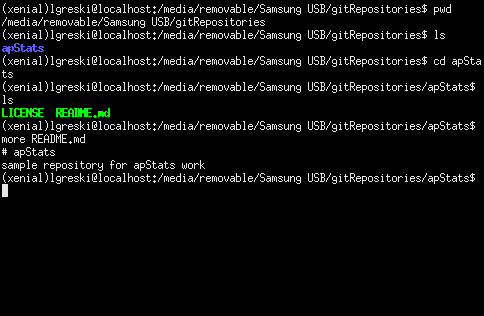 (xenial)lgreski@localhost:/media/removable/Samsung USB/gitRepositories$ pwd
/media/removable/Samsung USB/gitRepositories
(xenial)lgreski@localhost:/media/removable/Samsung USB/gitRepositories$ ls
apStats
(xenial)lgreski@localhost:/media/removable/Samsung USB/gitRepositories$ cd apSta
ts
(xenial)lgreski@localhost:/media/removable/Samsung USB/gitRepositories/apStats$
ls
LICENSE  README.md
(xenial)lgreski@localhost:/media/removable/Samsung USB/gitRepositories/apStats$
more README.md
# apStats
sample repository for apStats work
(xenial)lgreski@localhost:/media/removable/Samsung USB/gitRepositories/apStats$